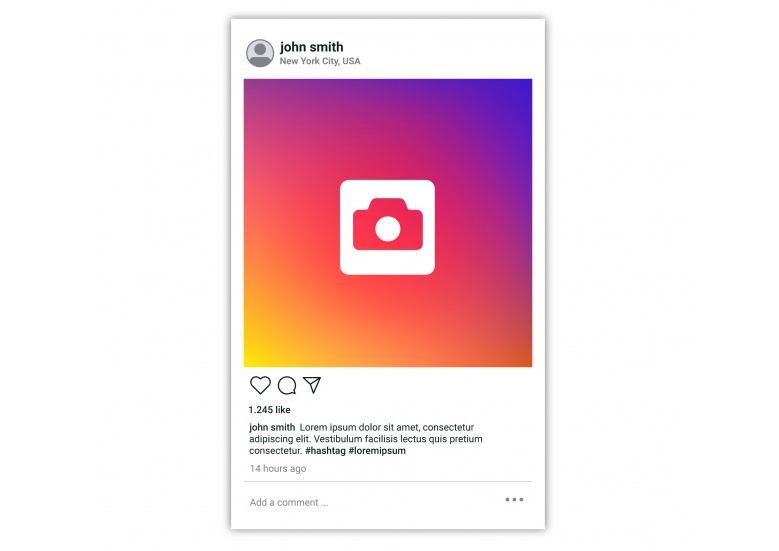 john smith
New York City, USA
1.245 like
john smith Lorem ipsum dolor sit amet, consectetur
adipiscing elit. Vestibulum facilisis lectus quis pretium
consectetur. #hashtag #loremipsum
14 hours ago
Add a comment ...